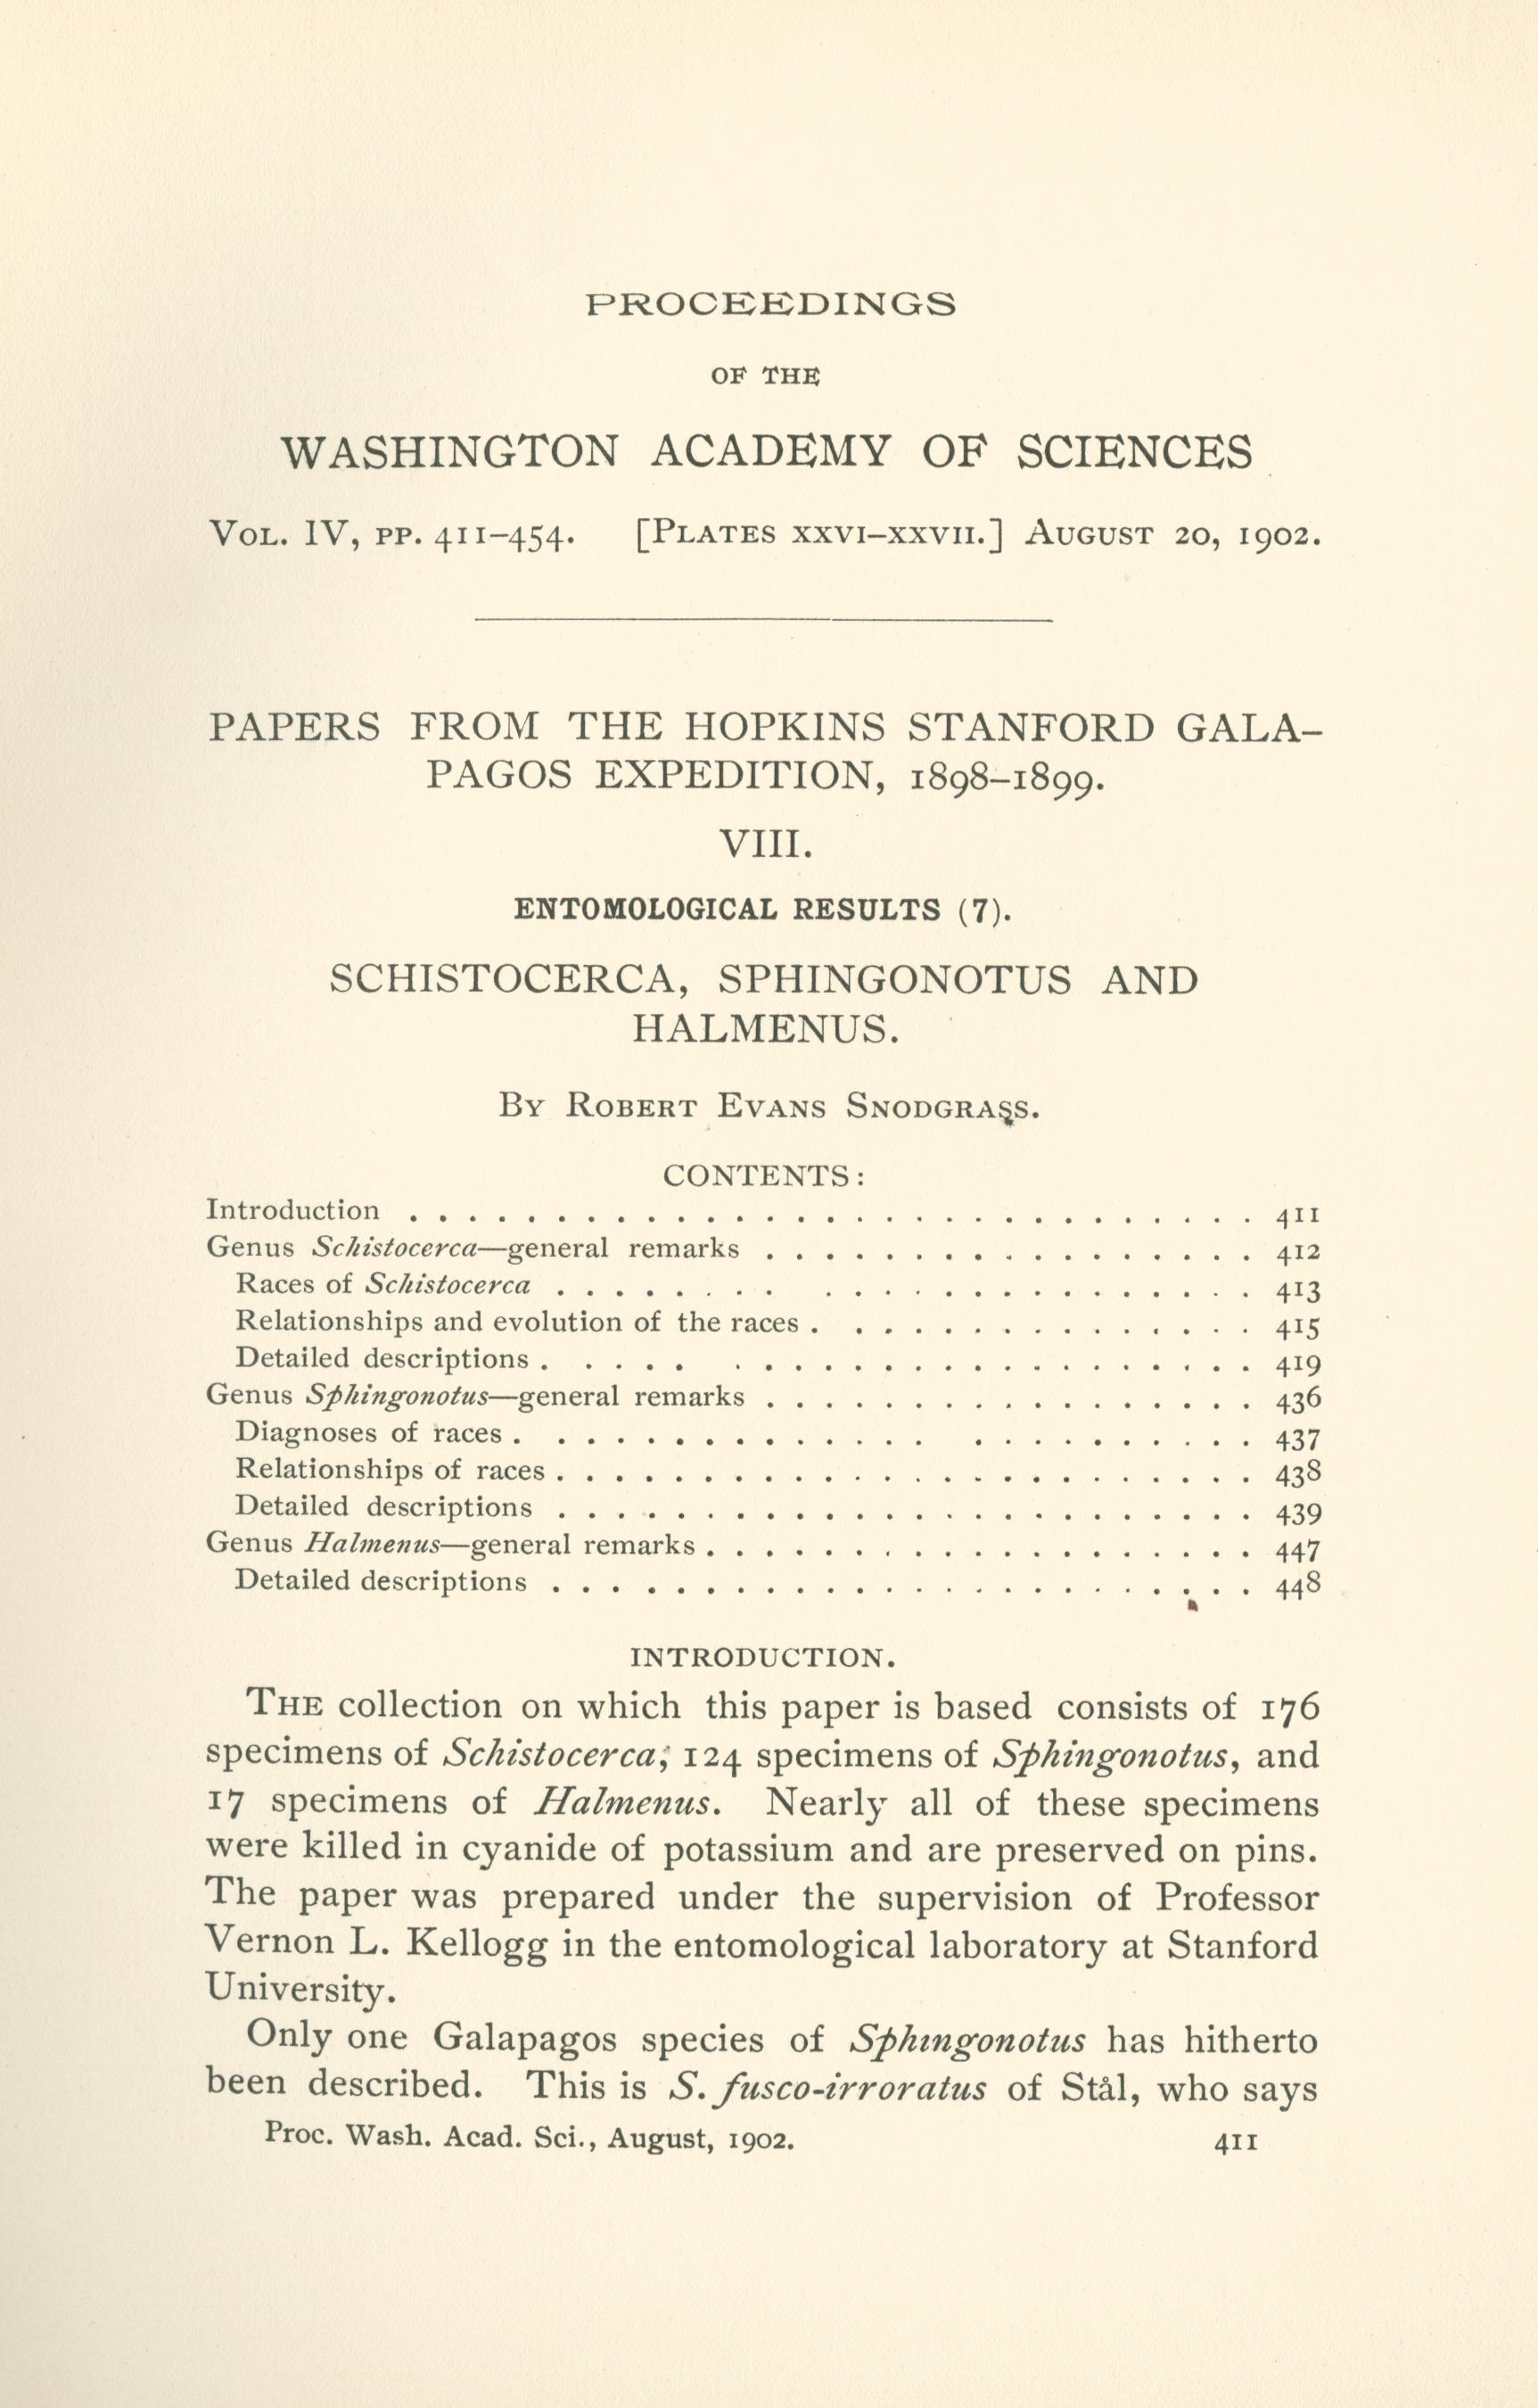 PROCEEDINGS
OF THE
WASHINGTON ACADEMY OF SCIENCES
VOL. IV, PP. 411–454. [PLATES XXVI–XXVII.] AUGUST 20, 1902.
PAPERS FROM THE HOPKINS STANFORD GALA-
PAGOS EXPEDITION, 1898–1899.
VIII.
ENTOMOLOGICAL RESULTS (7).
SCHISTOCERCA, SPHINGONOTUS AND
HALMENUS.
BY ROBERT EVANS SNODGRASS.
CONTENTS:
Introduction . . . . . . . . . . . . . . . . . . . . . . . . . . . . . 411
Genus Schistocerca—general remarks . . . . . . . . . . . . . . . . . 412
Races of Schistocerca . . . . . . . . . . . . . . . . . . . . . . . 413
Relationships and evolution of the races . . . . . . . . . . . . . . . 415
Detailed descriptions . . . . . . . . . . . . . . . . . . . . . . . 419
Genus Sphingonotus—general remarks . . . . . . . . . . . . . . . . . 436
Diagnoses of races . . . . . . . . . . . . . . . . . . . . . . . . 437
Relationships of races . . . . . . . . . . . . . . . . . . . . . . . . 438
Detailed descriptions . . . . . . . . . . . . . . . . . . . . . . . . 439
Genus Halmenus—general remarks . . . . . . . . . . . . . . . . . . . 447
Detailed descriptions . . . . . . . . . . . . . . . . . . . . . . . . 448
INTRODUCTION.
THE collection on which this paper is based consists of 176
specimens of Schistocerca; 124 specimens of Sphingonotus, and
17 specimens of Halmenus. Nearly all of these specimens
were killed in cyanide of potassium and are preserved on pins.
The paper was prepared under the supervision of Professor
Vernon L. Kellogg in the entomological laboratory at Stanford
University.
Only one Galapagos species of Sphingonotus has hitherto
been described. This is S. fusco-irroratus of Stål, who says
Proc. Wash. Acad. Sci., August, 1902. 411